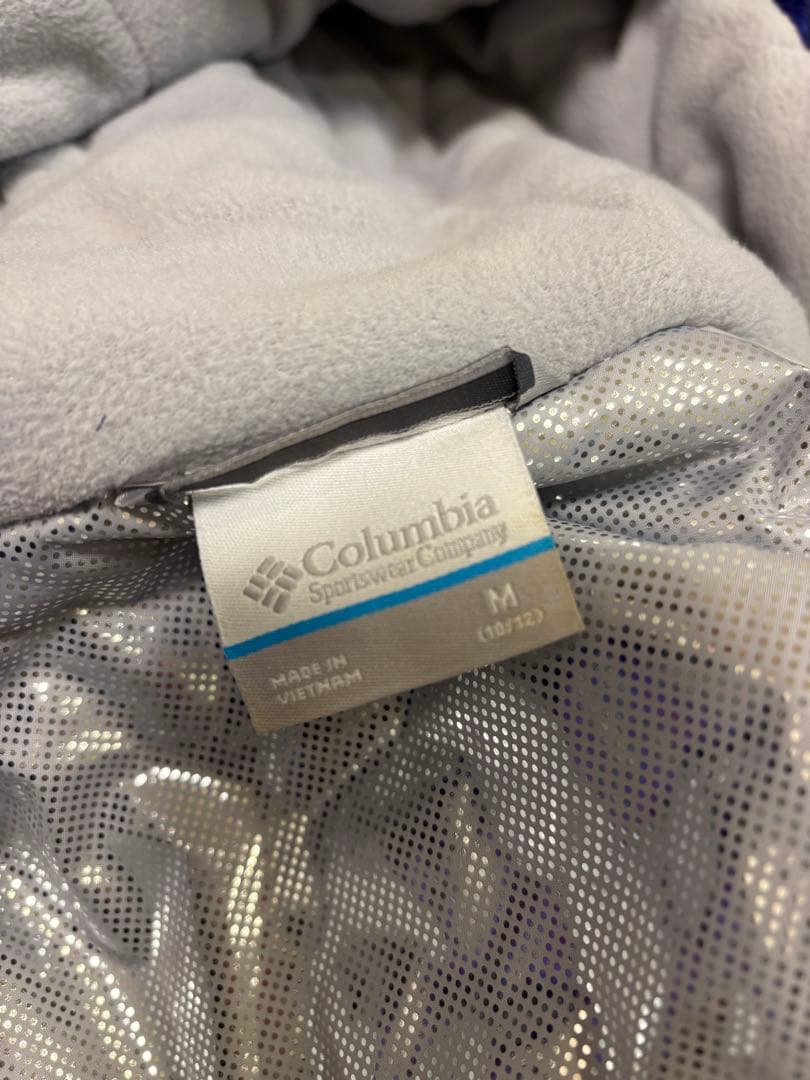 Columbia
Sportswear Company
M
(10/12)
MADE IN
VIETNAM